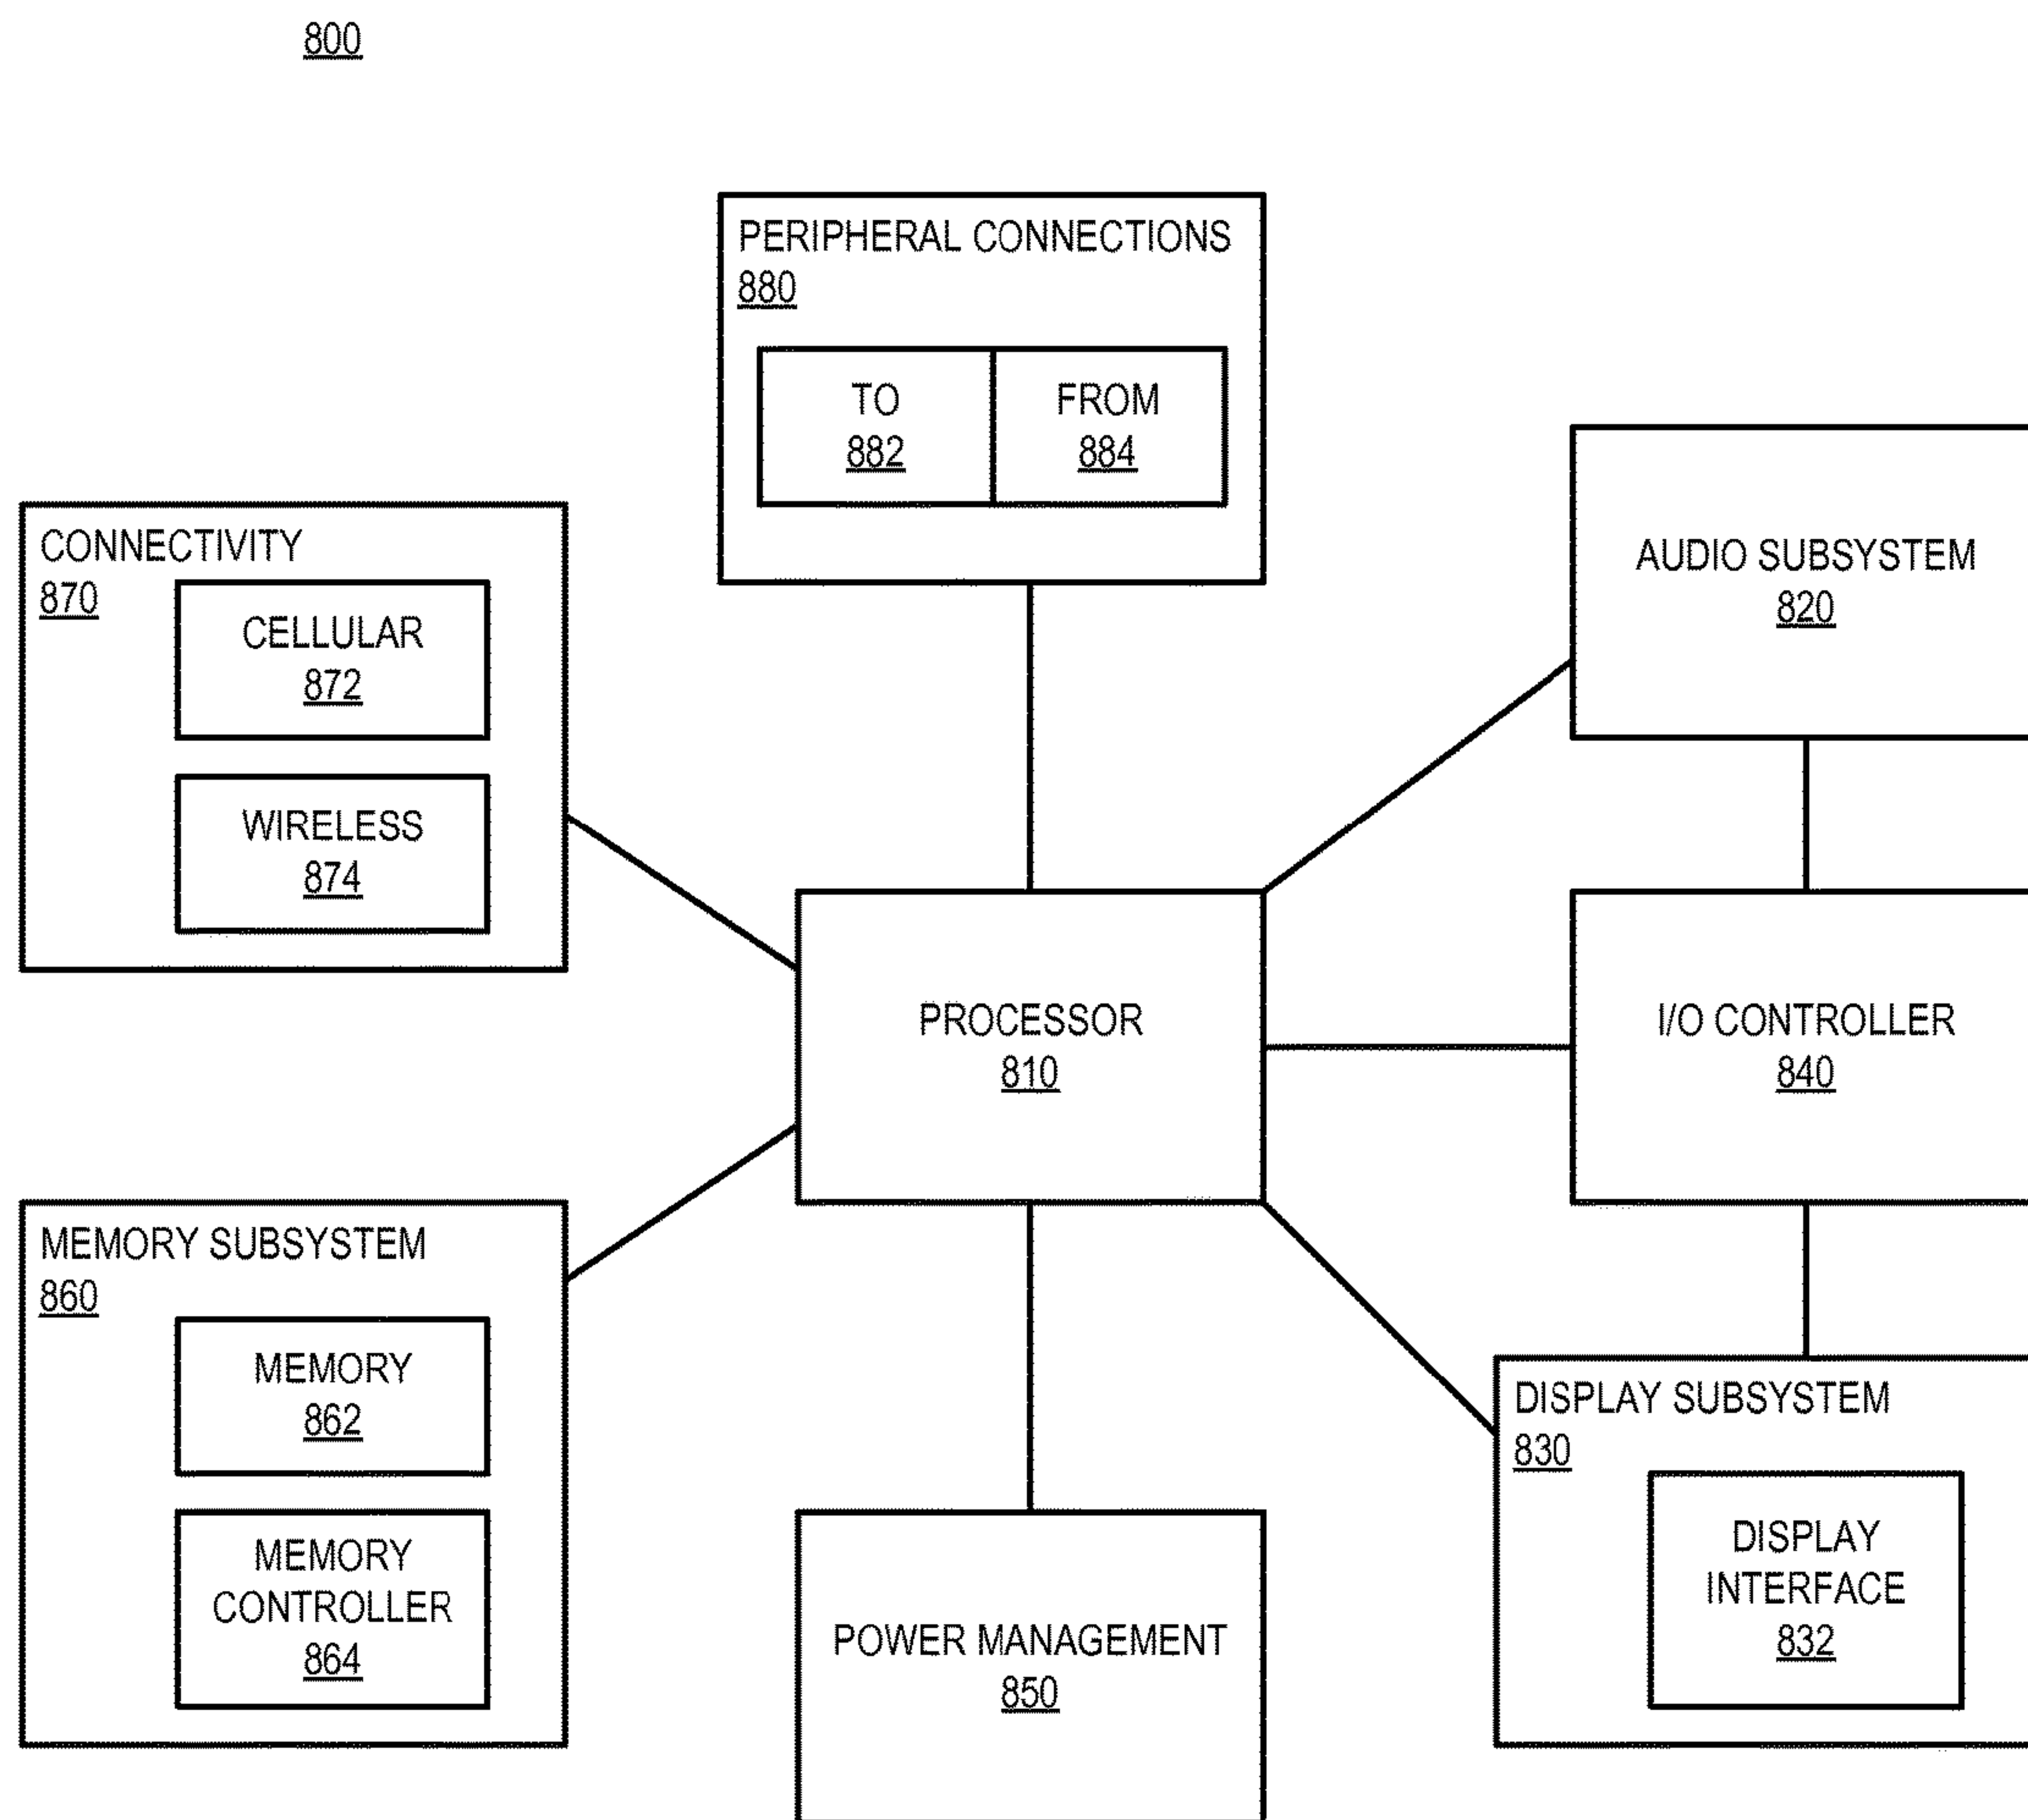 800
PERIPHERAL CONNECTIONS
880
TO
882
FROM
884
CONNECTIVITY
870
CELLULAR
872
WIRELESS
874
AUDIO SUBSYSTEM
820
PROCESSOR
810
I/O CONTROLLER
840
MEMORY SUBSYSTEM
860
MEMORY
862
MEMORY
CONTROLLER
864
POWER MANAGEMENT
850
DISPLAY SUBSYSTEM
830
DISPLAY
INTERFACE
832